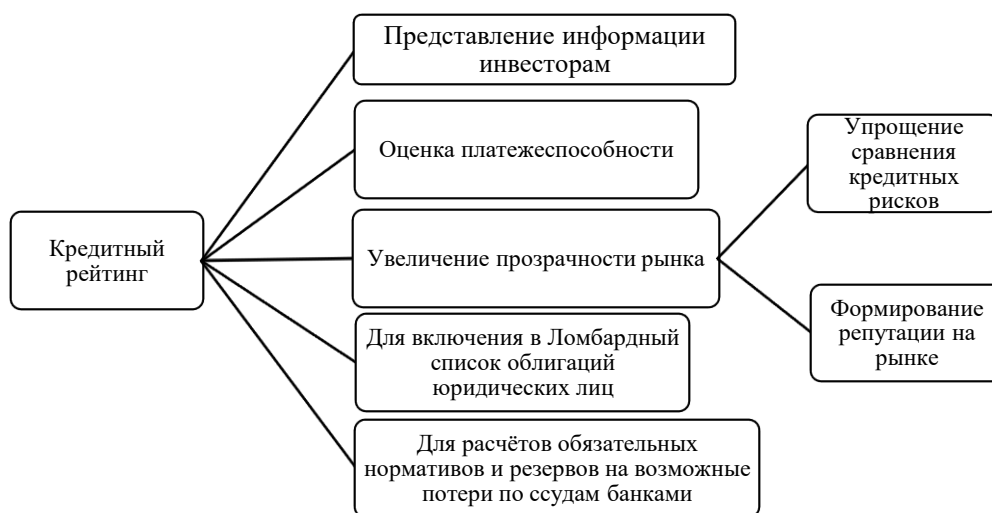 Кредитный
рейтинг
Представление информации
инвесторам
Оценка платежеспособности
Увеличение прозрачности рынка
Для включения в Ломбардный
список облигаций
юридических лиц
Для расчётов обязательных
нормативов и резервов на возможные
потери по ссудам банками
Упрощение
сравнения
кредитных
рисков
Формирование
репутации на
рынке